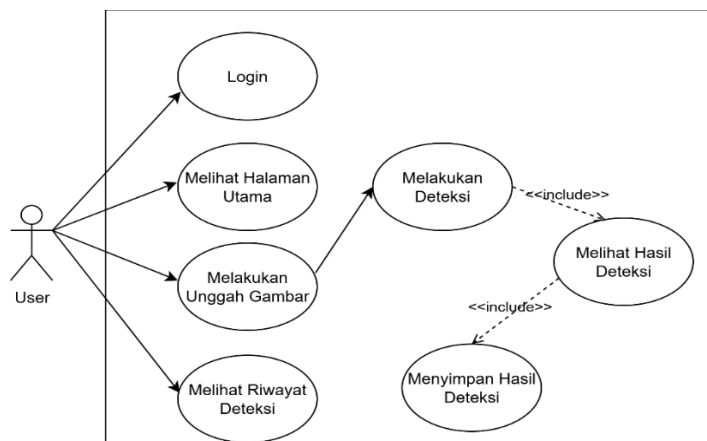 Login
Melihat Halaman
Utama
Melakukan
Deteksi
<<include>>
User
Melakukan
Unggah Gambar
Melihat Hasil
Deteksi
<<include>>
Melihat Riwayat
Deteksi
Menyimpan Hasil
Deteksi